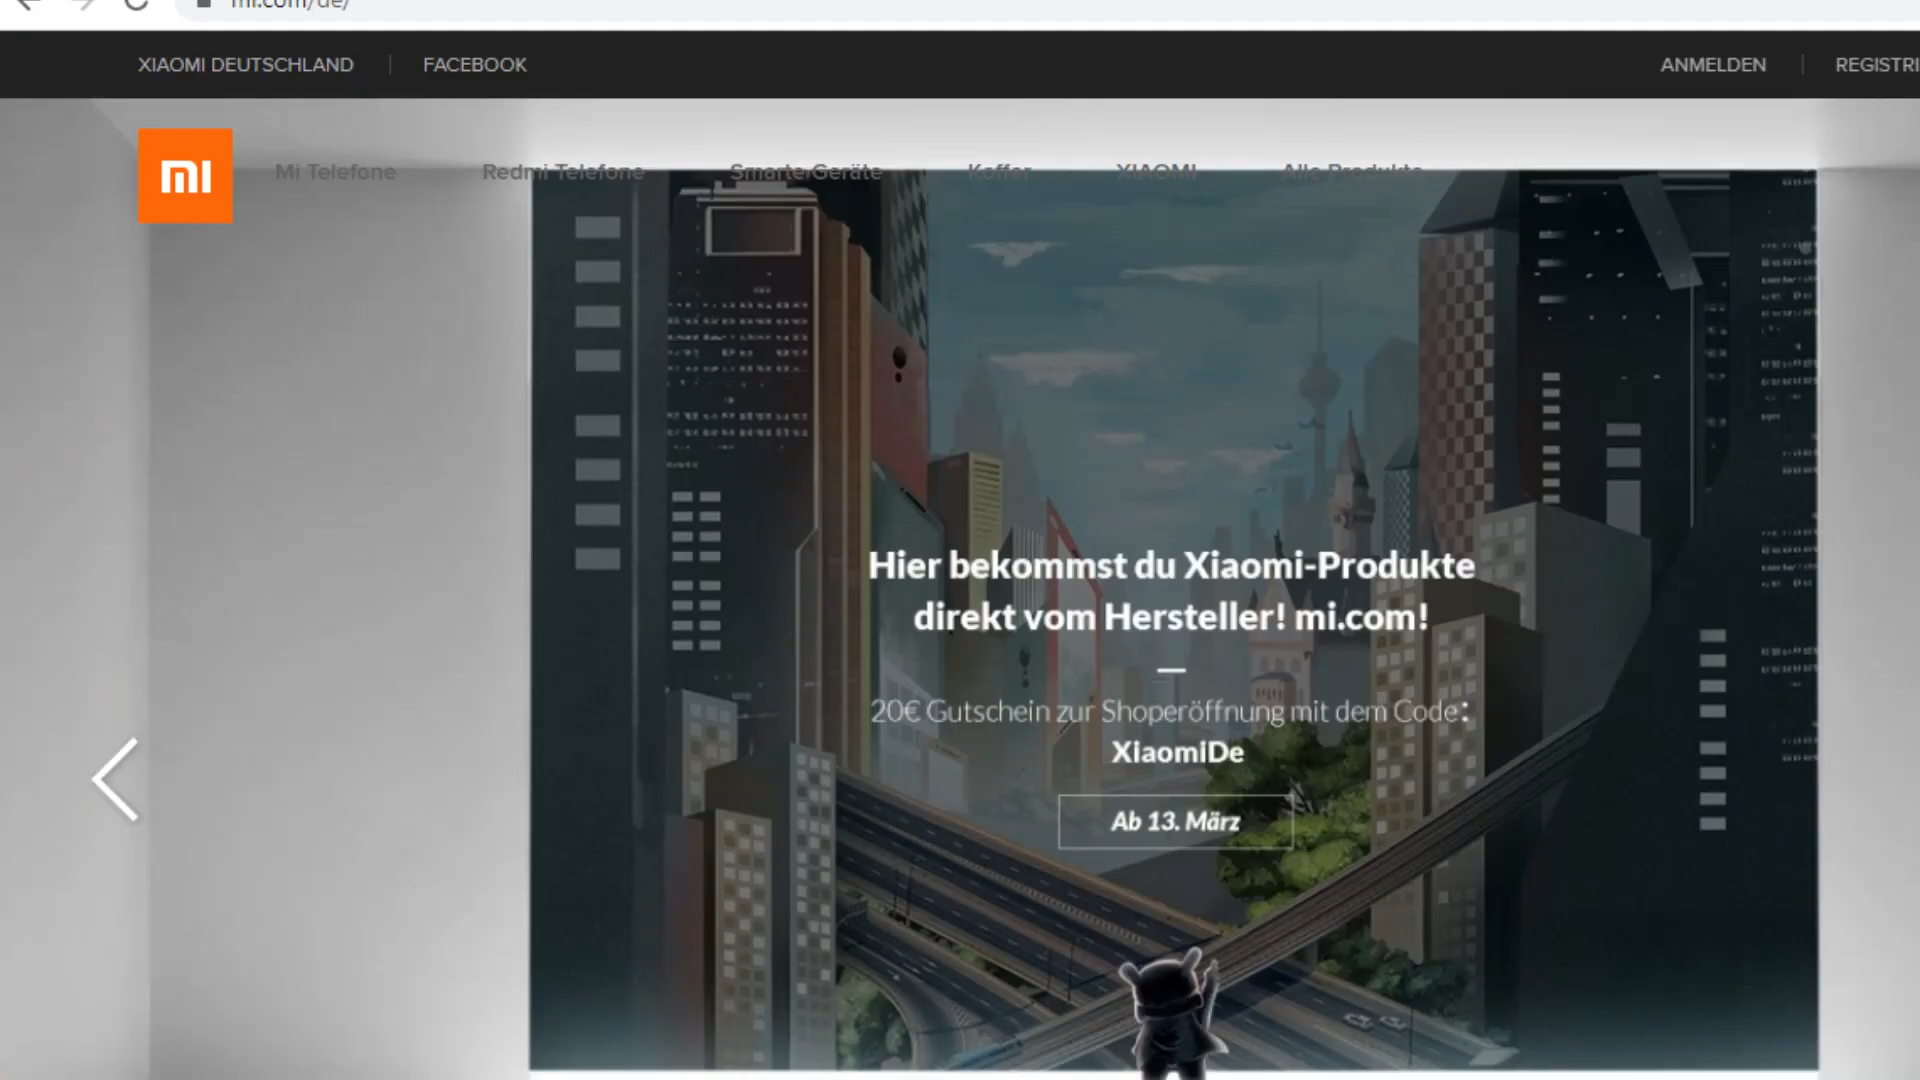 mi.com/de/
XIAOMI DEUTSCHLAND
FACEBOOK
ANMELDEN
REGISTRI
mi
Mi Telefone
Redmi Telefone
Smarte Geräte
Koffer
XIAOMI
Alle Produkte
Hier bekommst du Xiaomi-Produkte
direkt vom Hersteller! mi.com!
20€ Gutschein zur Shoperöffnung mit dem Code:
XiaomiDe
Ab 13. März